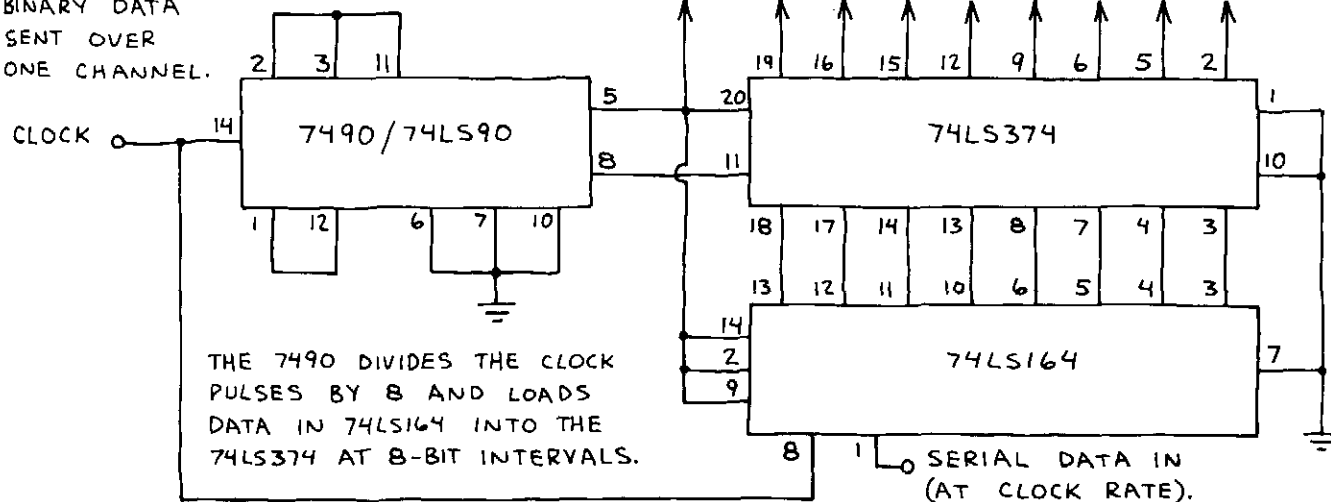 BINARY DATA
SENT OVER
ONE CHANNEL.
2 3 11
19 16 15 12 9 6 5 2
CLOCK
14
7490/74LS90
5
8
20
11
74LS374
1
10
1 12 6 7 10
18 17 14 13 8 7 4 3
13 12 11 10 6 5 4 3
14
2
9
74LS164
7
THE 7490 DIVIDES THE CLOCK
PULSES BY 8 AND LOADS
DATA IN 74LS164 INTO THE
74LS374 AT 8-BIT INTERVALS.
8 1
SERIAL DATA IN
(AT CLOCK RATE).